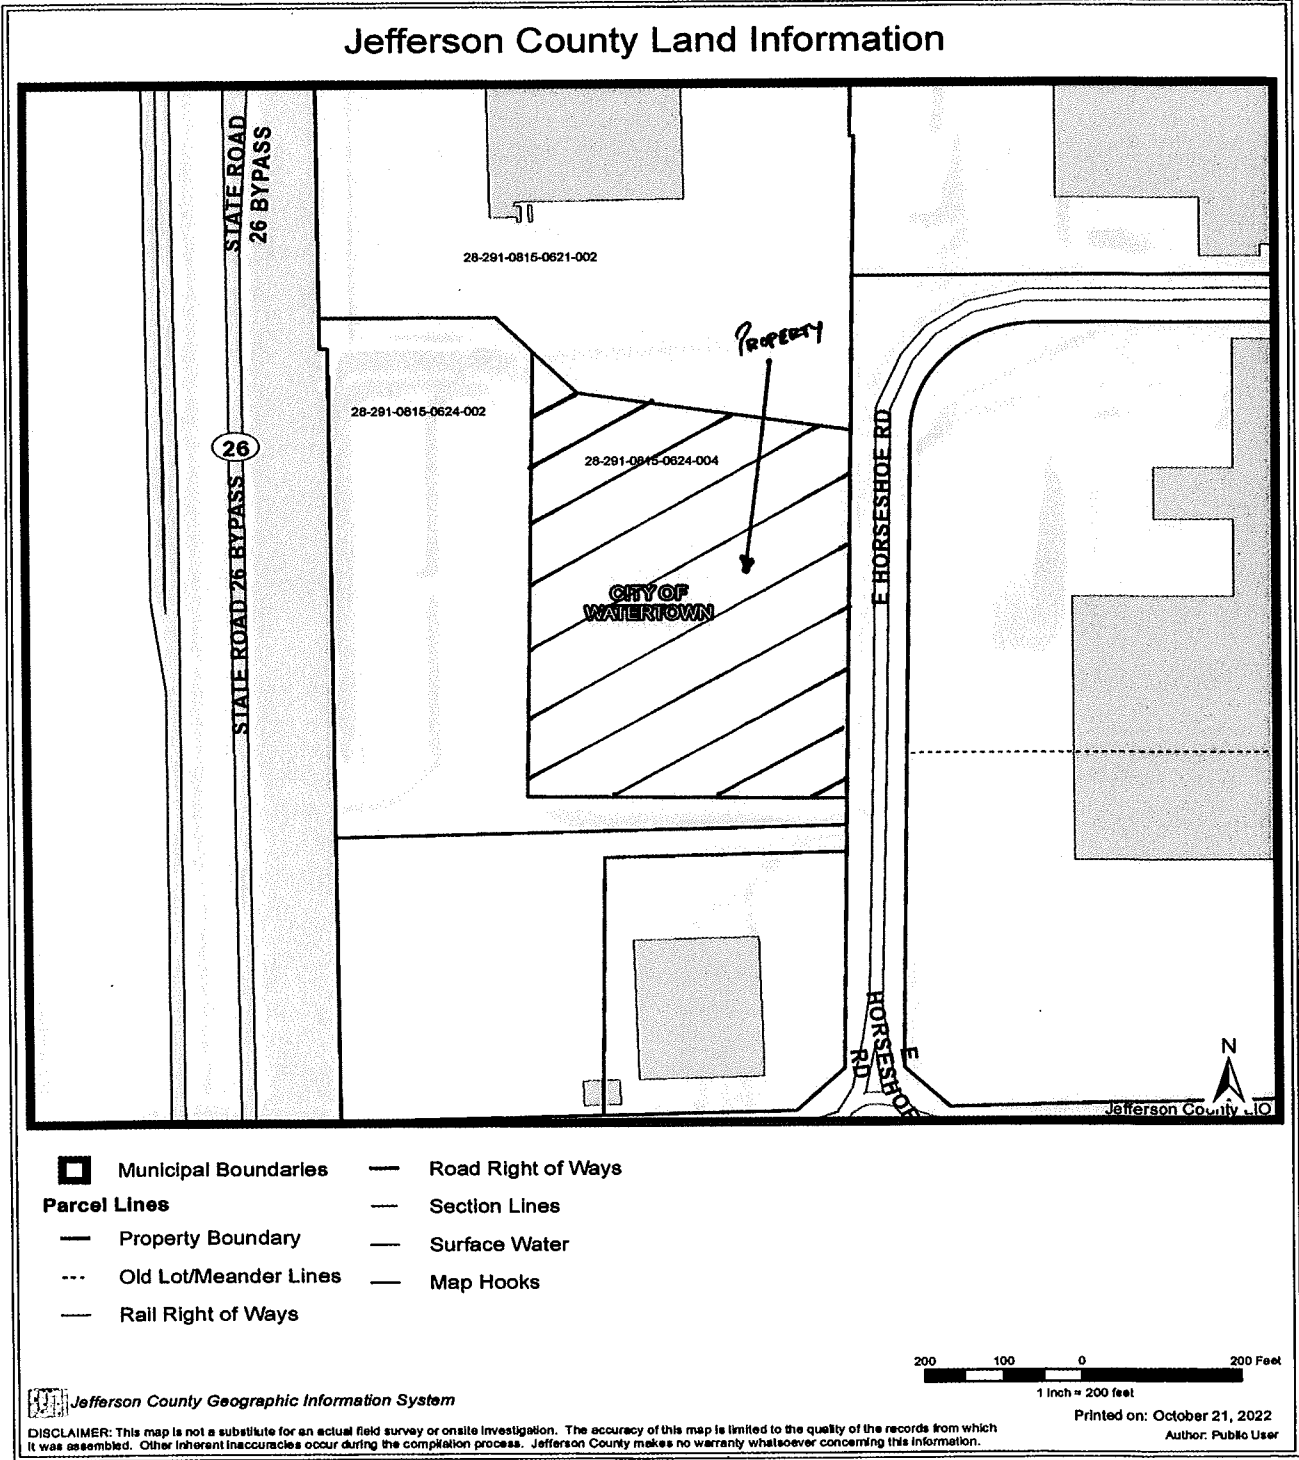 Jefferson County Land Information
STATE ROAD
26 BYPASS
28-291-0815-0621-002
PROPERTY
28-291-0815-0624-002
26
28-291-0815-0624-004
E HORSESHOE RD
STATE ROAD 26 BYPASS
CITY OF
WATERTOWN
E
HORSESHOE
RD
N
Jefferson County LIO
Municipal Boundaries
Parcel Lines
Property Boundary
Old Lot/Meander Lines
Rail Right of Ways
Road Right of Ways
Section Lines
Surface Water
Map Hooks
200 100 0 200 Feet
1 inch = 200 feet
Jefferson County Geographic Information System
Printed on: October 21, 2022
Author: Public User
DISCLAIMER: This map is not a substitute for an actual field survey or onsite investigation. The accuracy of this map is limited to the quality of the records from which
it was assembled. Other inherent inaccuracies occur during the compilation process. Jefferson County makes no warranty whatsoever concerning this information.